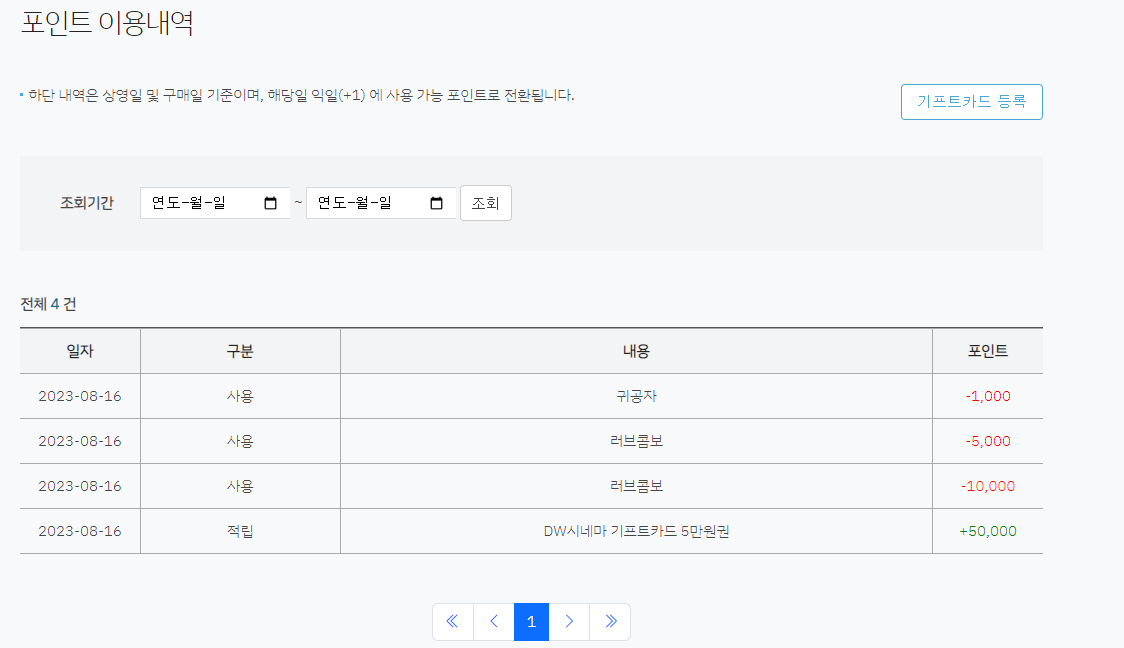 포인트 이용내역
하단 내역은 상영일 및 구매일 기준이며, 해당일 익일(+1) 에 사용 가능 포인트로 전환됩니다.
기프트카드 등록
조회기간 연도-월-일 ~ 연도-월-일 조회
전체 4 건
일자 구분 내용 포인트
2023-08-16 사용 귀공자 -1,000
2023-08-16 사용 러브콤보 -5,000
2023-08-16 사용 러브콤보 -10,000
2023-08-16 적립 DW시네마 기프트카드 5만원권 +50,000
« ‹ 1 › »